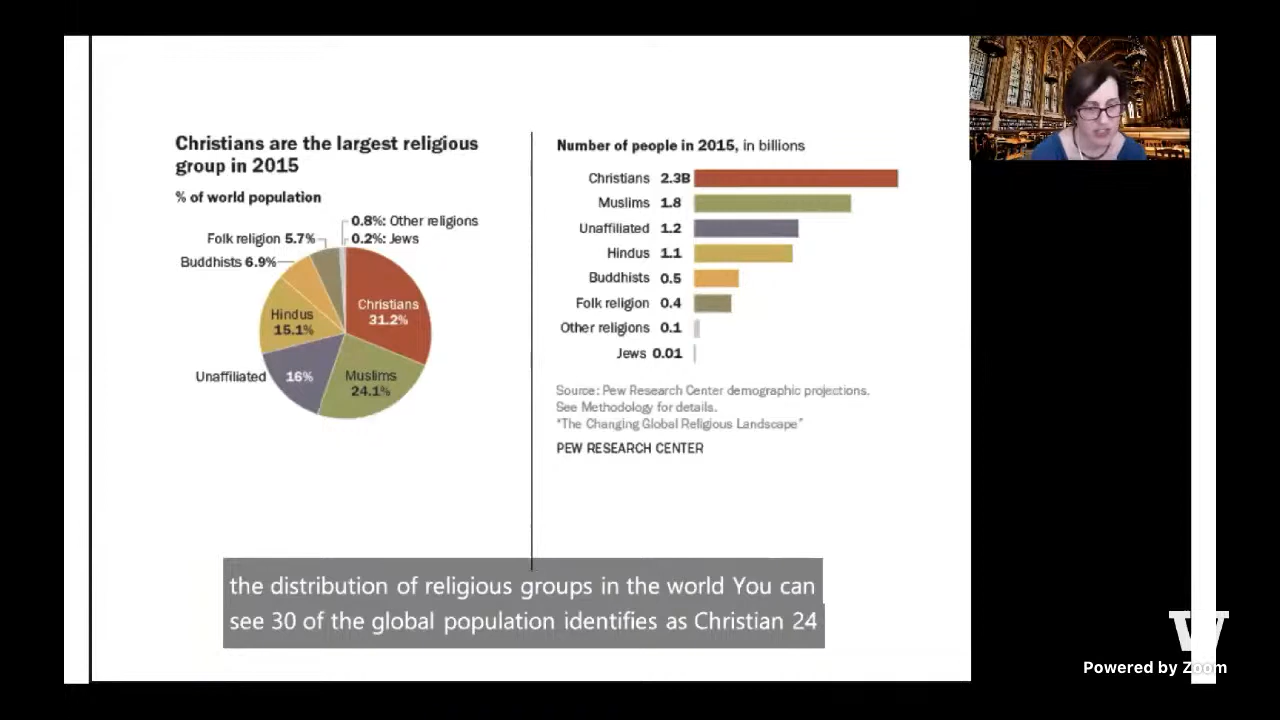 Christians are the largest religious
group in 2015
% of world population
0.8%: Other religions
Folk religion 5.7%
0.2%: Jews
Buddhists 6.9%
Christians
31.2%
Hindus
15.1%
Unaffiliated 16%
Muslims
24.1%
Number of people in 2015, in billions
Christians 2.3B
Muslims 1.8
Unaffiliated 1.2
Hindus 1.1
Buddhists 0.5
Folk religion 0.4
Other religions 0.1
Jews 0.01
Source: Pew Research Center demographic projections.
See Methodology for details.
"The Changing Global Religious Landscape"
PEW RESEARCH CENTER
the distribution of religious groups in the world You can
see 30 of the global population identifies as Christian 24
W
Powered by Zoom